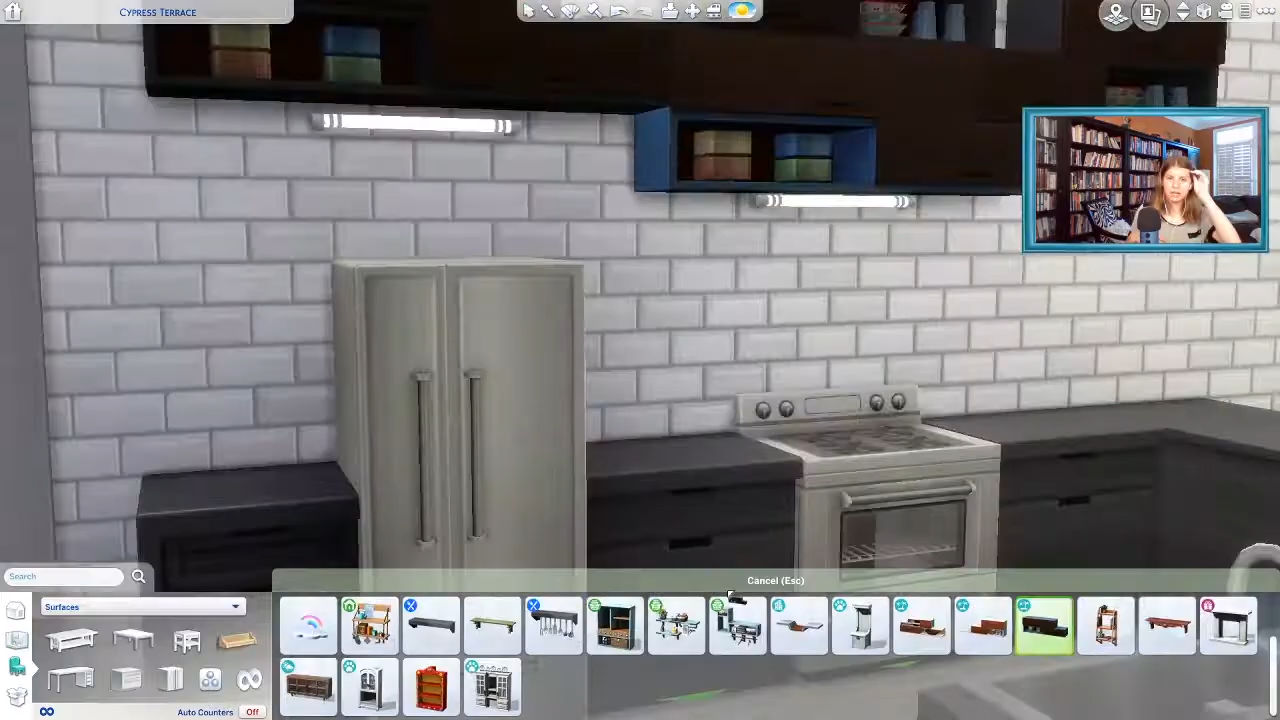 CYPRESS TERRACE
Cancel (Esc)
Search
Surfaces
Auto Counters
Off